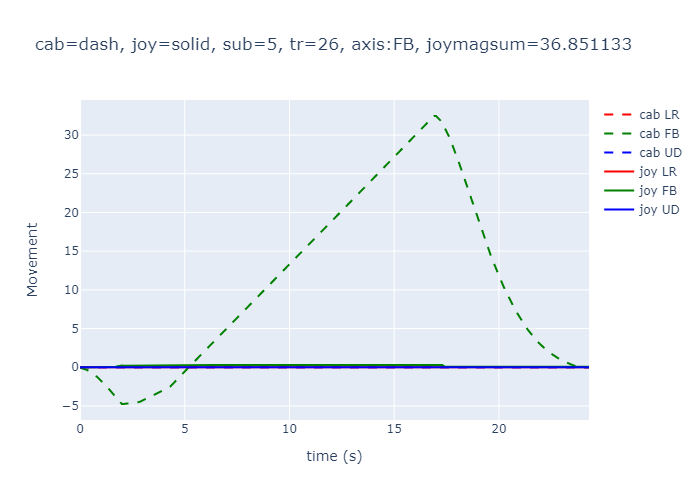 cab=dash, joy=solid, sub=5, tr=26, axis:FB, joymagsum=36.851133
cab LR
cab FB
cab UD
joy LR
joy FB
joy UD
Movement
30
25
20
15
10
5
0
−5
0 5 10 15 20
time (s)